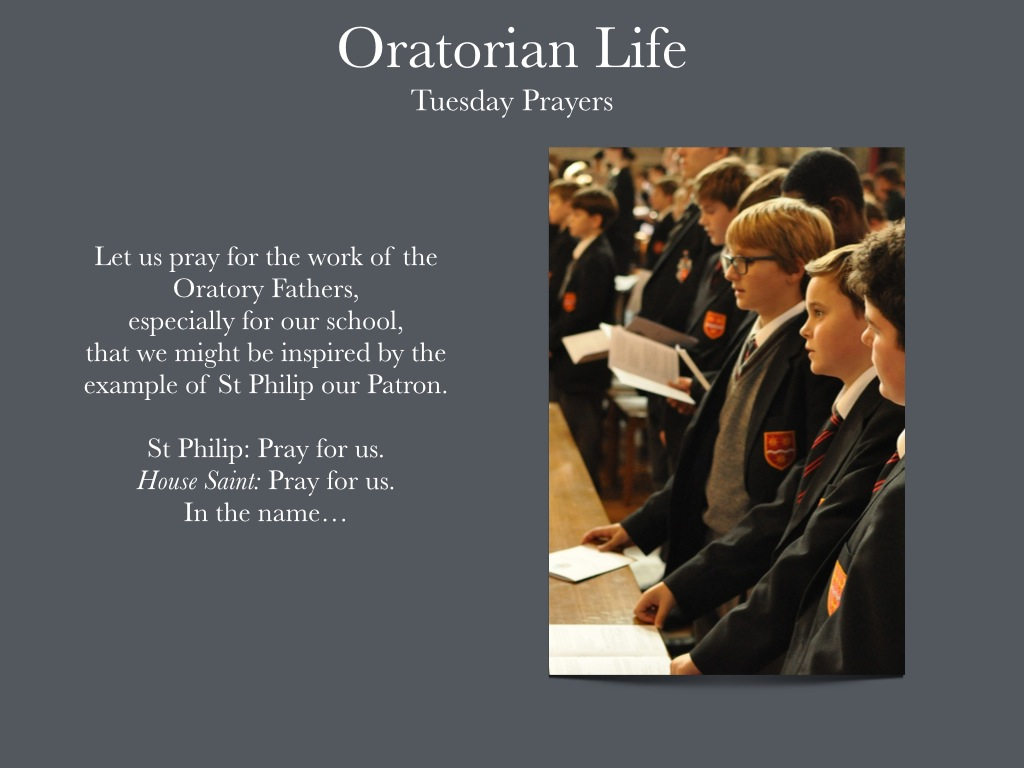 Oratorian Life
Tuesday Prayers
Let us pray for the work of the
Oratory Fathers,
especially for our school,
that we might be inspired by the
example of St Philip our Patron.
St Philip: Pray for us.
House Saint: Pray for us.
In the name…